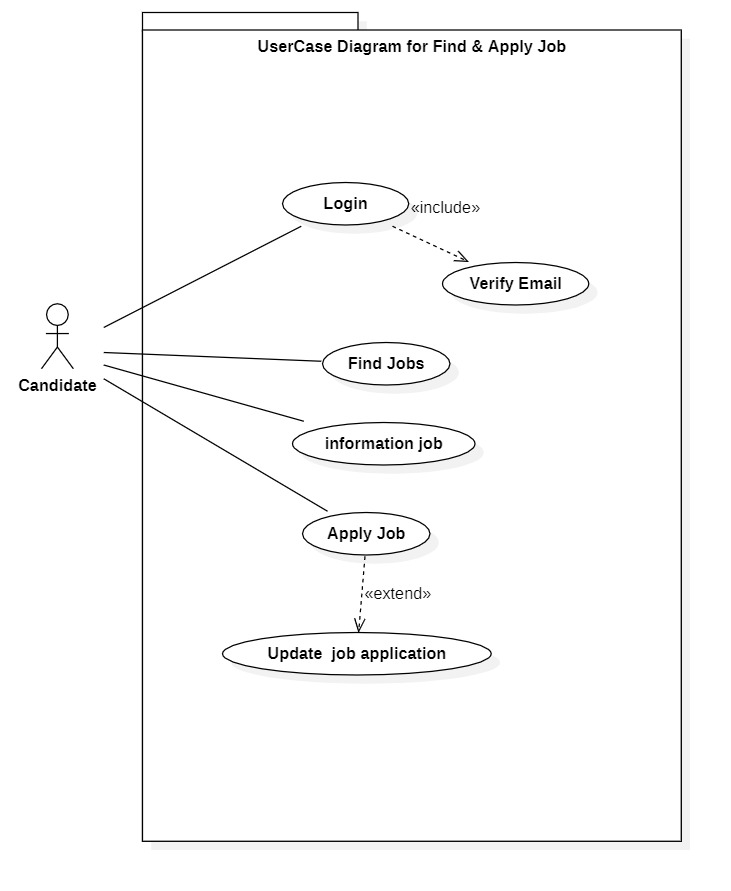 UserCase Diagram for Find & Apply Job
Login
«include»
Verify Email
Find Jobs
Candidate
information job
Apply Job
«extend»
Update  job application